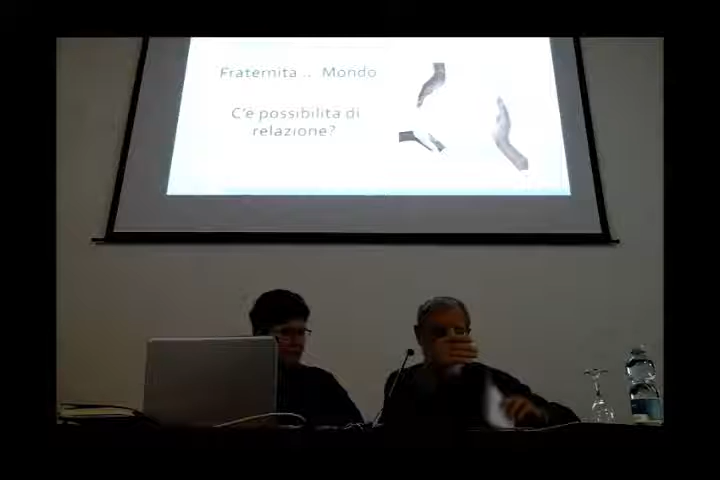 Fraternita ... Mondo
C'è possibilita di
relazione?